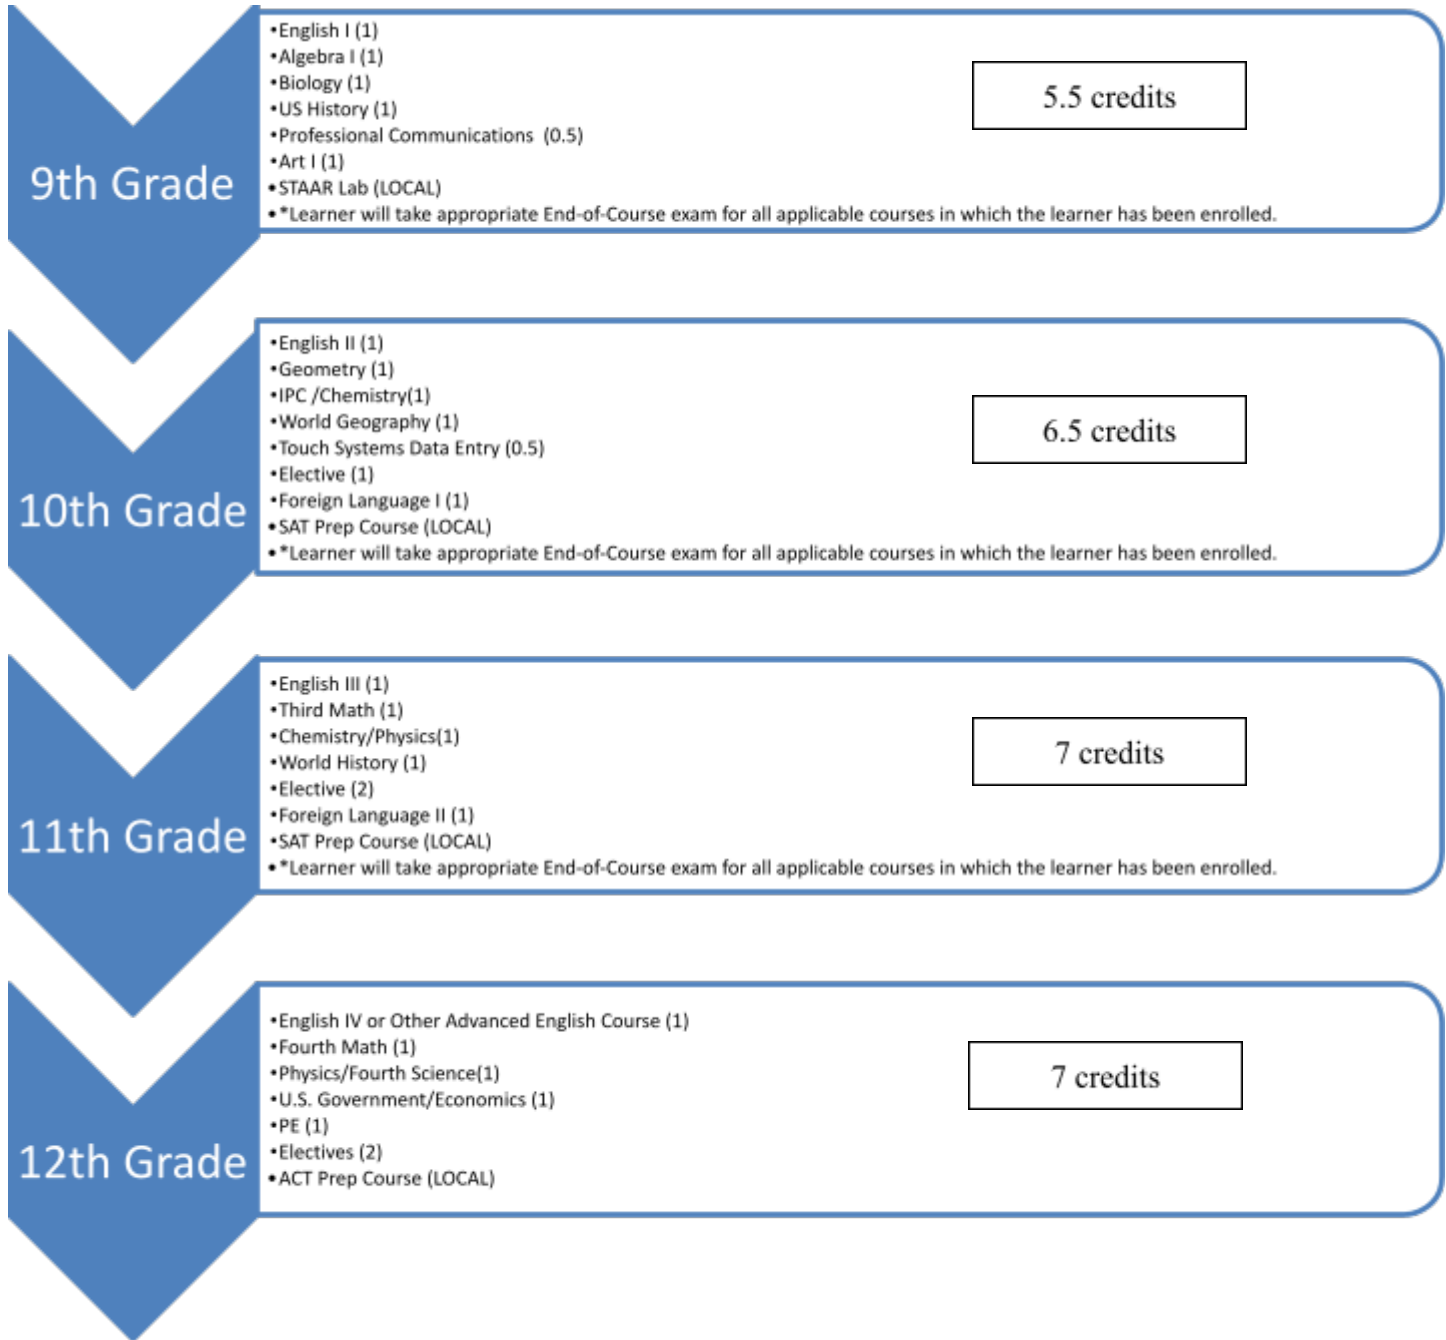 9th Grade
•English I (1)
•Algebra I (1)
•Biology (1)
•US History (1)
•Professional Communications  (0.5)
•Art I (1)
•STAAR Lab (LOCAL)
•*Learner will take appropriate End-of-Course exam for all applicable courses in which the learner has been enrolled.
5.5 credits
10th Grade
•English II (1)
•Geometry (1)
•IPC /Chemistry(1)
•World Geography (1)
•Touch Systems Data Entry (0.5)
•Elective (1)
•Foreign Language I (1)
•SAT Prep Course (LOCAL)
•*Learner will take appropriate End-of-Course exam for all applicable courses in which the learner has been enrolled.
6.5 credits
11th Grade
•English III (1)
•Third Math (1)
•Chemistry/Physics(1)
•World History (1)
•Elective (2)
•Foreign Language II (1)
•SAT Prep Course (LOCAL)
•*Learner will take appropriate End-of-Course exam for all applicable courses in which the learner has been enrolled.
7 credits
12th Grade
•English IV or Other Advanced English Course (1)
•Fourth Math (1)
•Physics/Fourth Science(1)
•U.S. Government/Economics (1)
•PE (1)
•Electives (2)
•ACT Prep Course (LOCAL)
7 credits